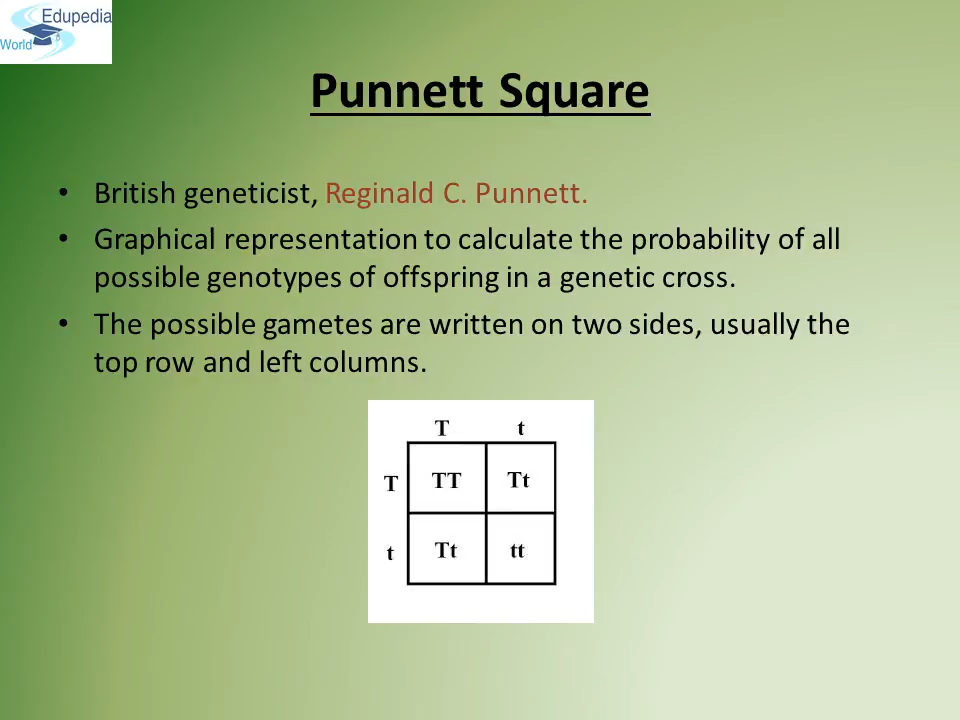 Edupedia
World
Punnett Square
• British geneticist, Reginald C. Punnett.
• Graphical representation to calculate the probability of all
possible genotypes of offspring in a genetic cross.
• The possible gametes are written on two sides, usually the
top row and left columns.
T t
T TT Tt
t Tt tt